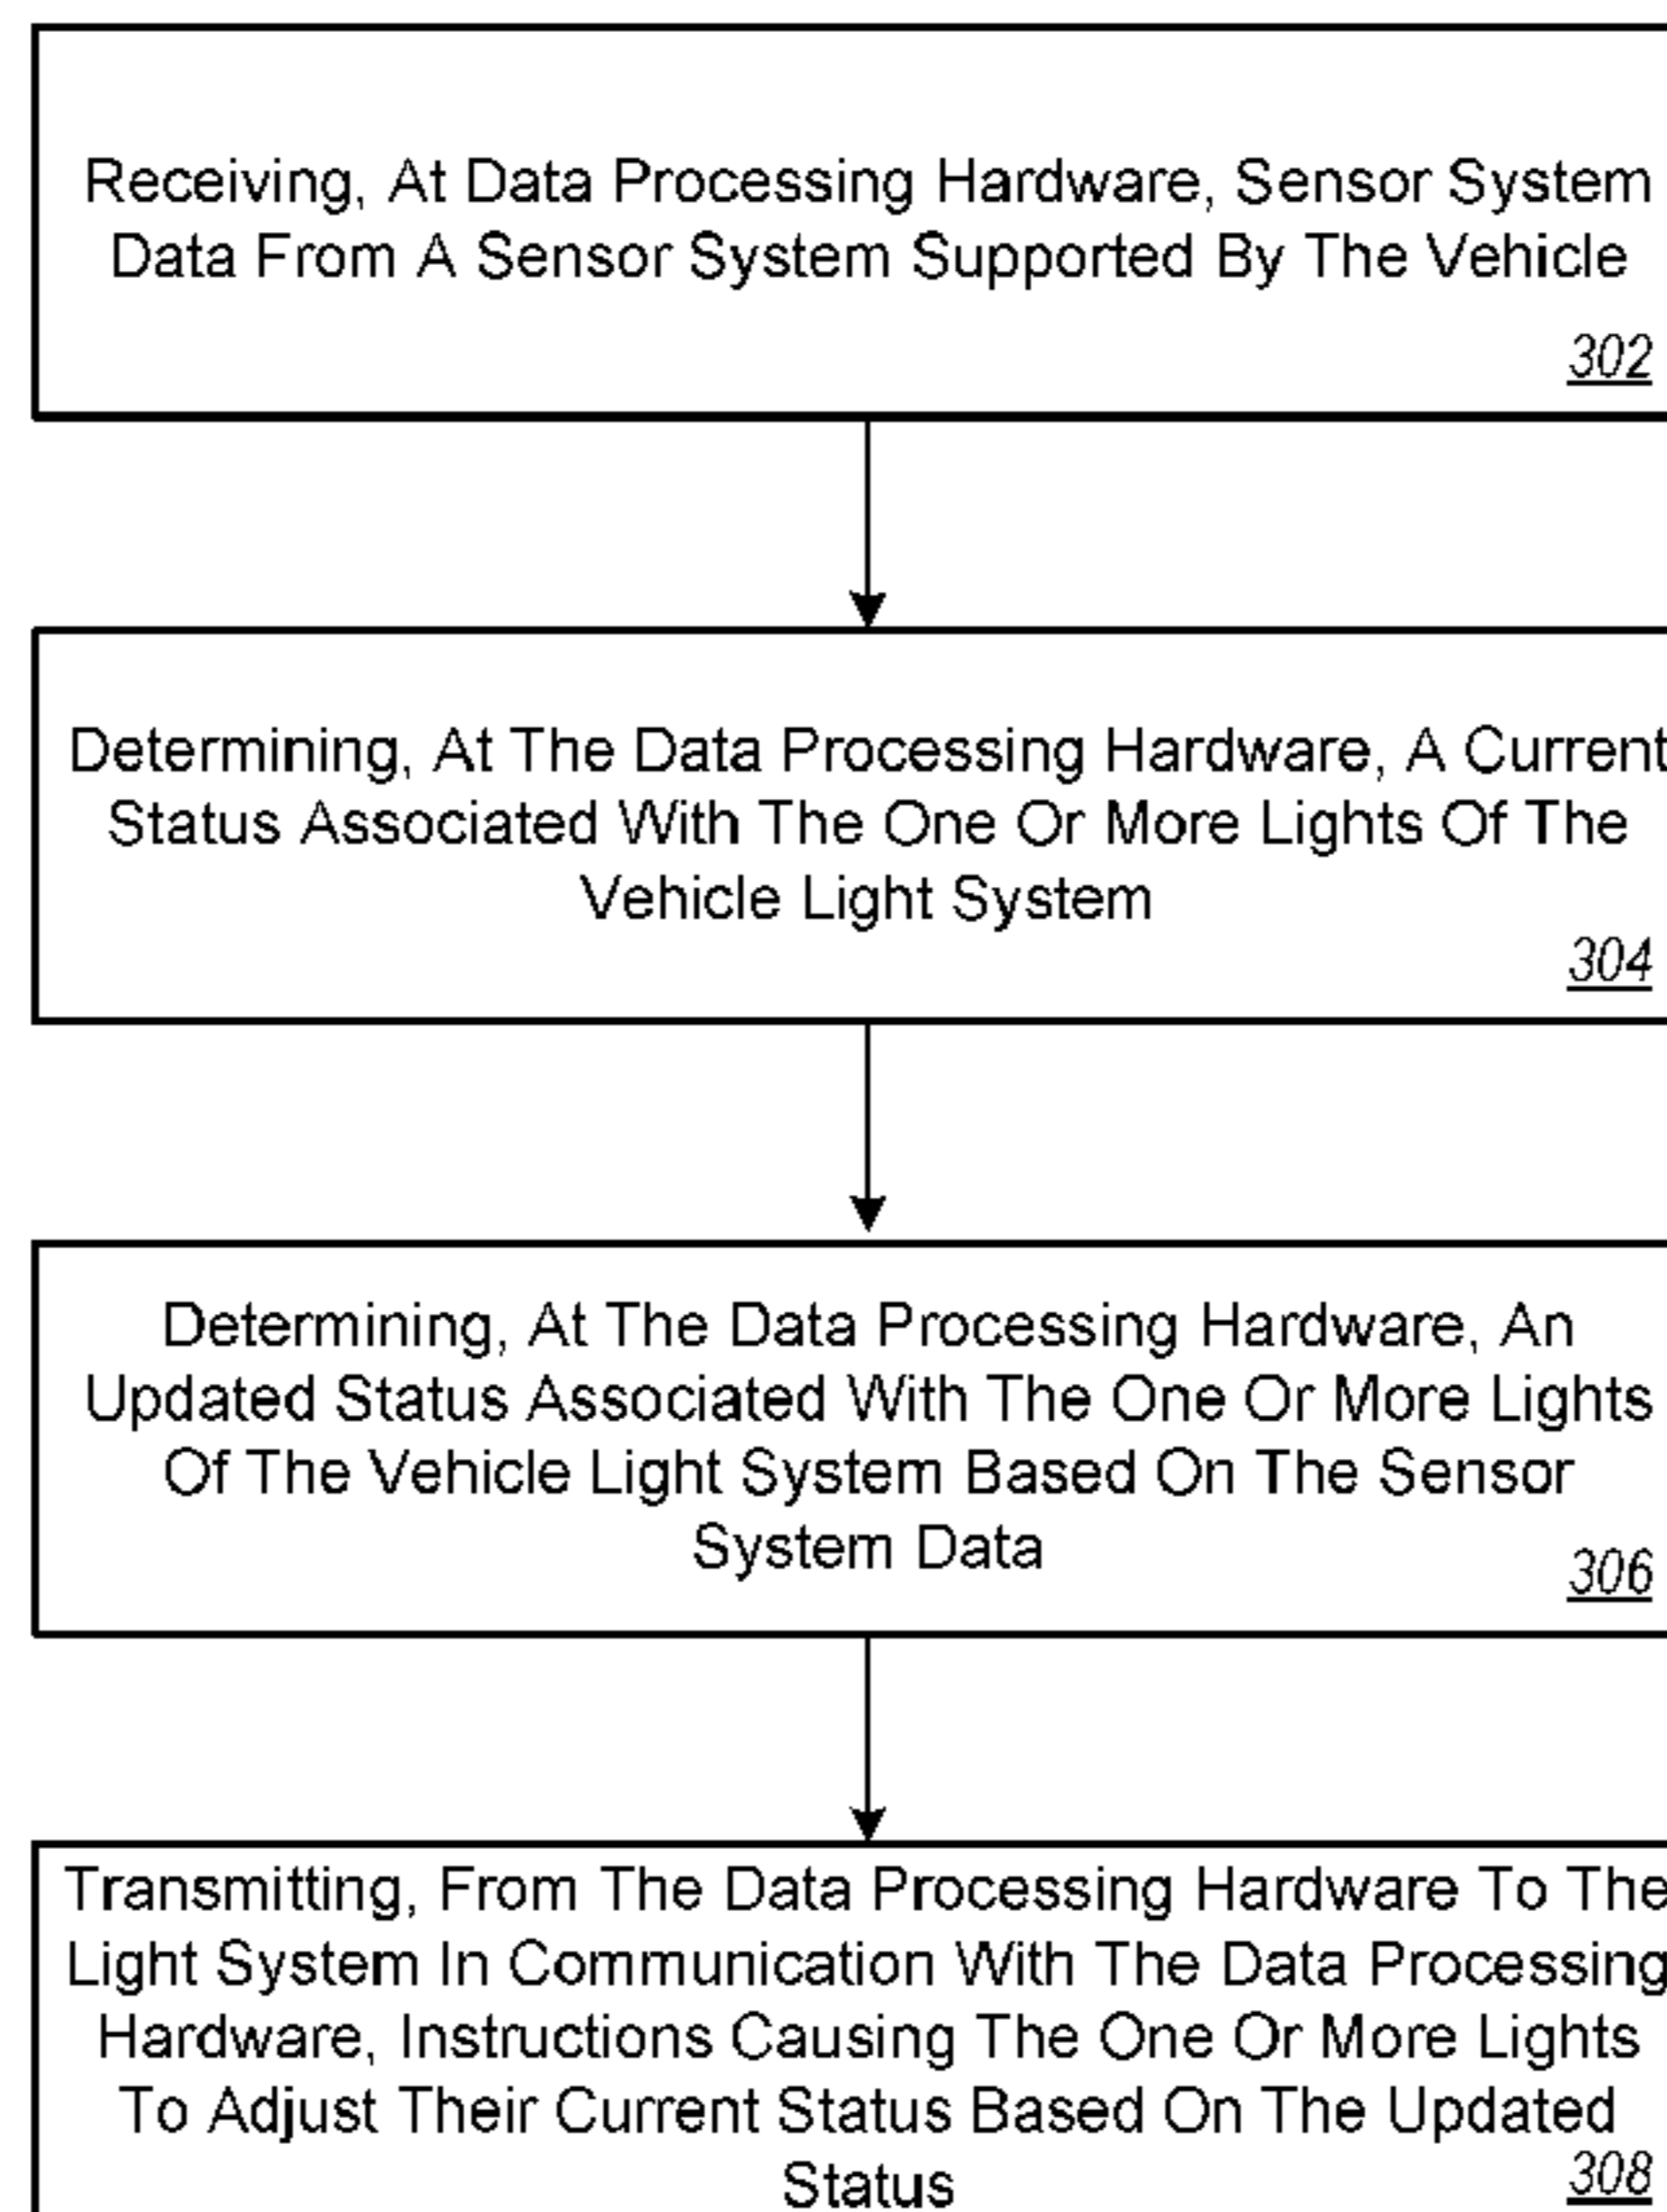 Receiving, At Data Processing Hardware, Sensor System
Data From A Sensor System Supported By The Vehicle
302
Determining, At The Data Processing Hardware, A Current
Status Associated With The One Or More Lights Of The
Vehicle Light System
304
Determining, At The Data Processing Hardware, An
Updated Status Associated With The One Or More Lights
Of The Vehicle Light System Based On The Sensor
System Data
306
Transmitting, From The Data Processing Hardware To The
Light System In Communication With The Data Processing
Hardware, Instructions Causing The One Or More Lights
To Adjust Their Current Status Based On The Updated
Status
308